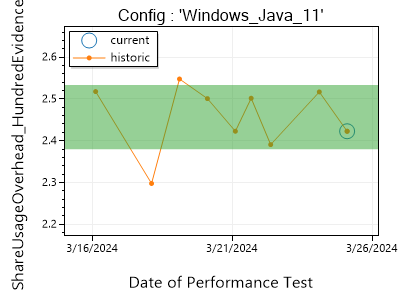 Config : 'Windows_Java_11'
ShareUsageOverhead_HundredEvidence
current
historic
2.6
2.5
2.4
2.3
2.2
3/16/2024
3/21/2024
3/26/2024
Date of Performance Test